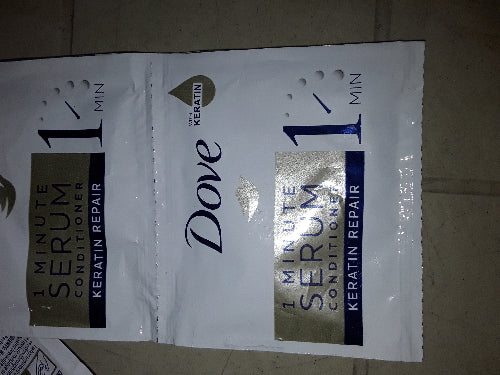 1
MIN
1 MINUTE
SERUM
CONDITIONER
KERATIN REPAIR
WITH
KERATIN
Dove
1
MIN
1 MINUTE
SERUM
CONDITIONER
KERATIN REPAIR